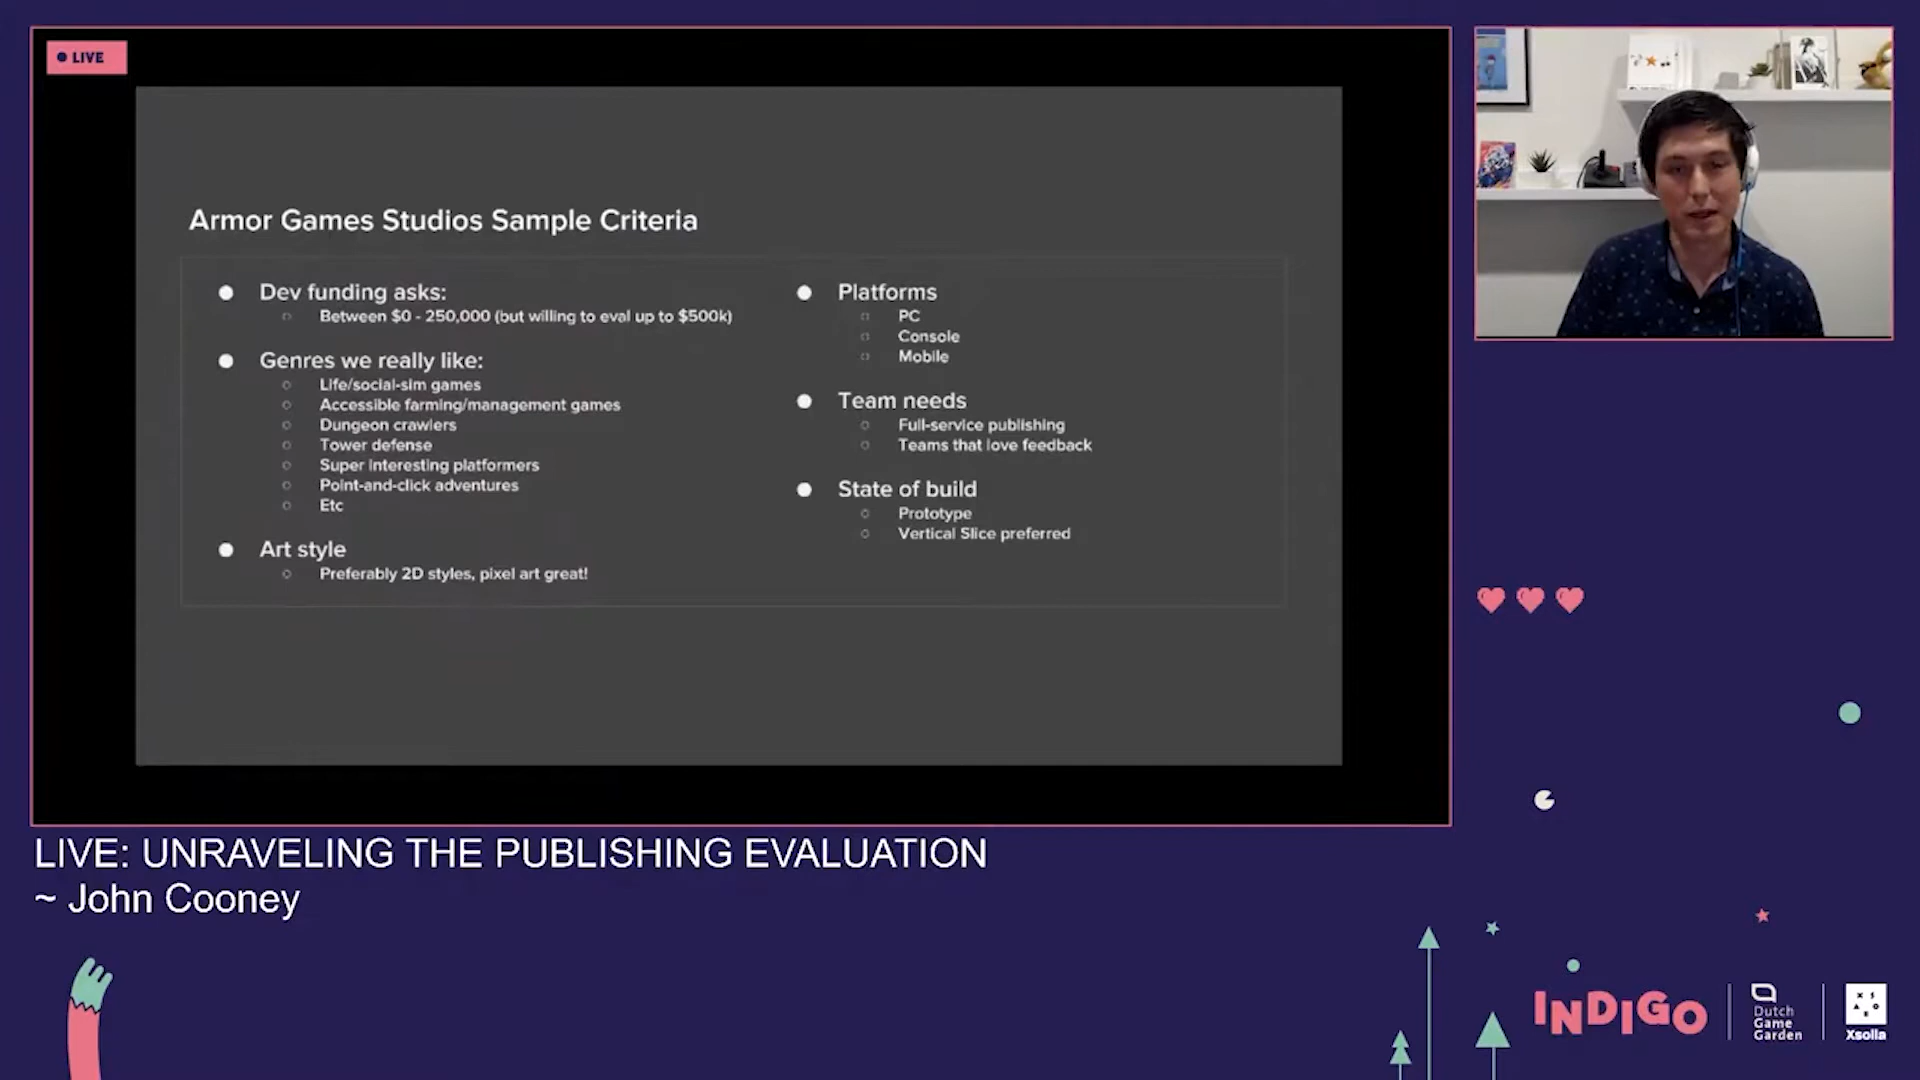 LIVE
Armor Games Studios Sample Criteria
Dev funding asks:
Between $0 - 250,000 (but willing to eval up to $500k)
Genres we really like:
Life/social-sim games
Accessible farming/management games
Dungeon crawlers
Tower defense
Super interesting platformers
Point-and-click adventures
Etc
Art style
Preferably 2D styles, pixel art great!
Platforms
PC
Console
Mobile
Team needs
Full-service publishing
Teams that love feedback
State of build
Prototype
Vertical Slice preferred
LIVE: UNRAVELING THE PUBLISHING EVALUATION
~ John Cooney
INDIGO
Dutch
Game
Garden
Xsolla